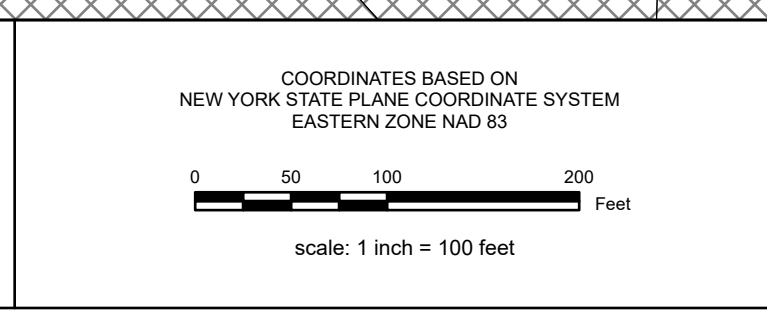 COORDINATES BASED ON
NEW YORK STATE PLANE COORDINATE SYSTEM
EASTERN ZONE NAD 83
0 50 100 200
Feet
scale: 1 inch = 100 feet